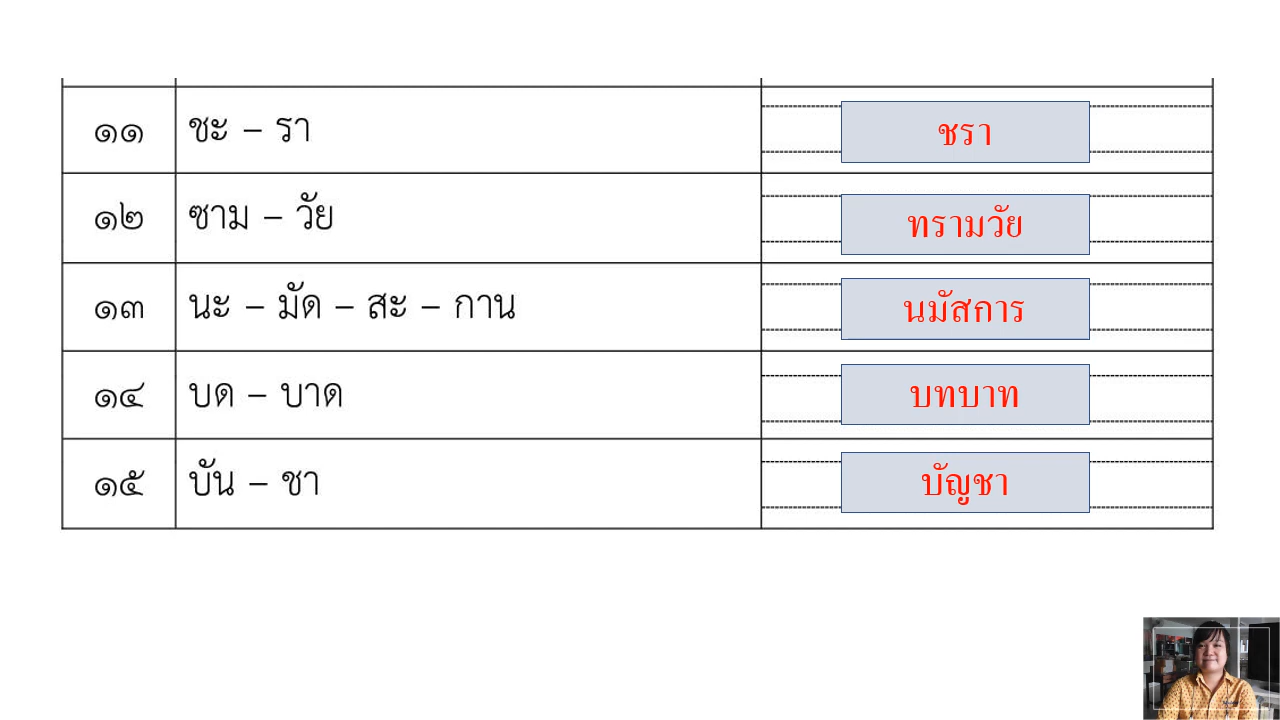 ๑๑ ชะ – รา ชรา
๑๒ ซาม – วัย ทรามวัย
๑๓ นะ – มัด – สะ – กาน นมัสการ
๑๔ บด – บาด บทบาท
๑๕ บัน – ชา บัญชา